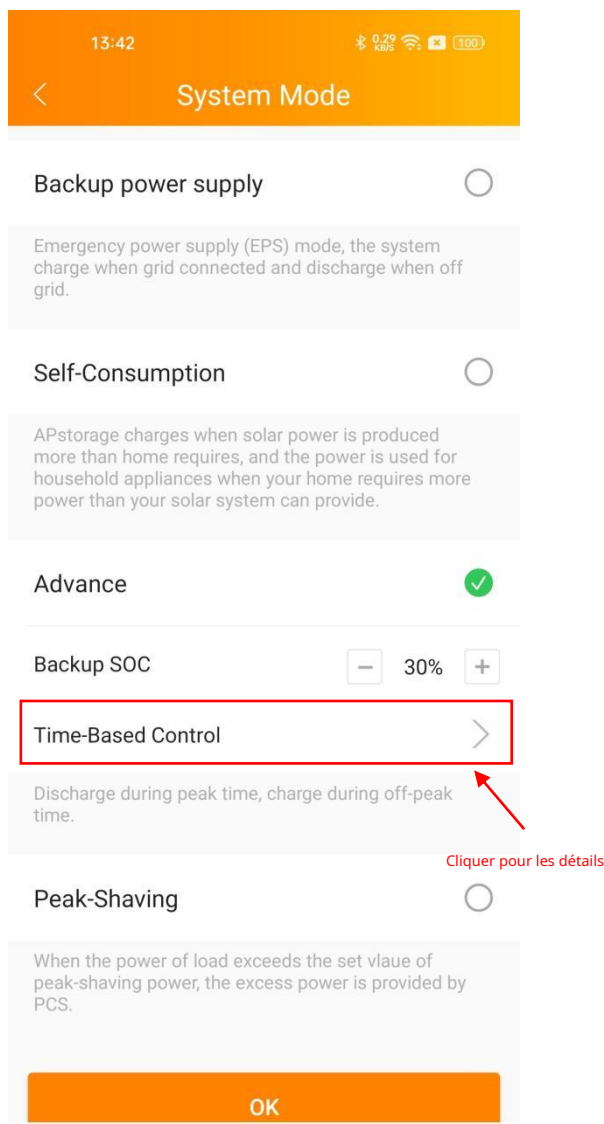 13:42
0.29 KB/S 100
System Mode
Backup power supply
Emergency power supply (EPS) mode, the system
charge when grid connected and discharge when off
grid.
Self-Consumption
APstorage charges when solar power is produced
more than home requires, and the power is used for
household appliances when your home requires more
power than your solar system can provide.
Advance
Backup SOC
30%
Time-Based Control
Discharge during peak time, charge during off-peak
time.
Cliquer pour les détails
Peak-Shaving
When the power of load exceeds the set vlaue of
peak-shaving power, the excess power is provided by
PCS.
OK